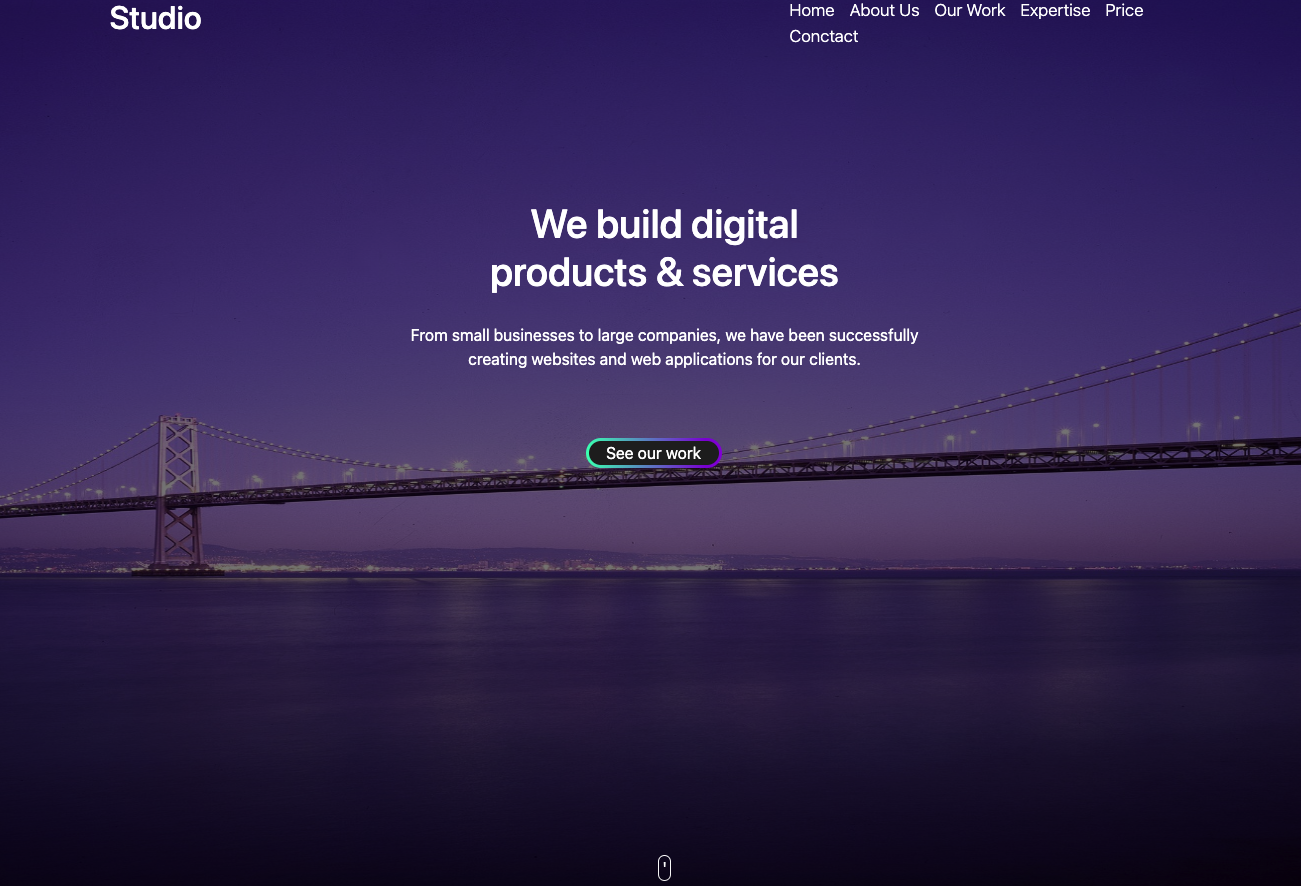 Studio
Home About Us Our Work Expertise Price
Conctact
We build digital
products & services
From small businesses to large companies, we have been successfully
creating websites and web applications for our clients.
See our work